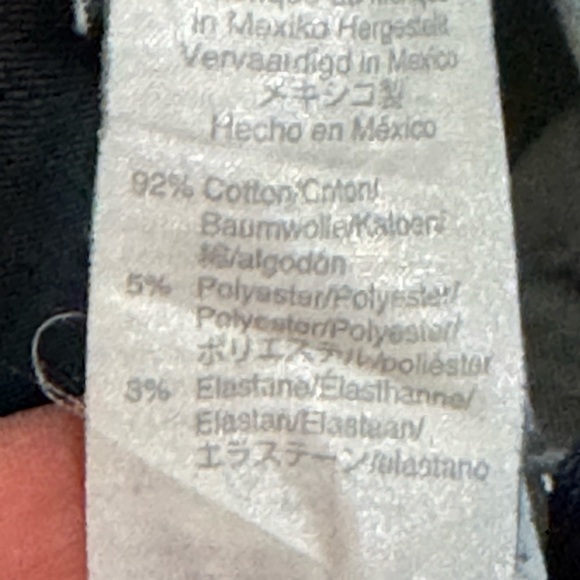 In Mexiko Hergestellt
Vervaardigd in Mexico
メキシコ製
Hecho en México
92% Cotton/Coton/
Baumwolle/Katoen/
綿/algodón
5% Polyester/Polyester/
Polyester/Polyester/
ポリエステル/poliéster
3% Elastane/Élasthanne/
Elastan/Elastaan/
エラステーン/elastano